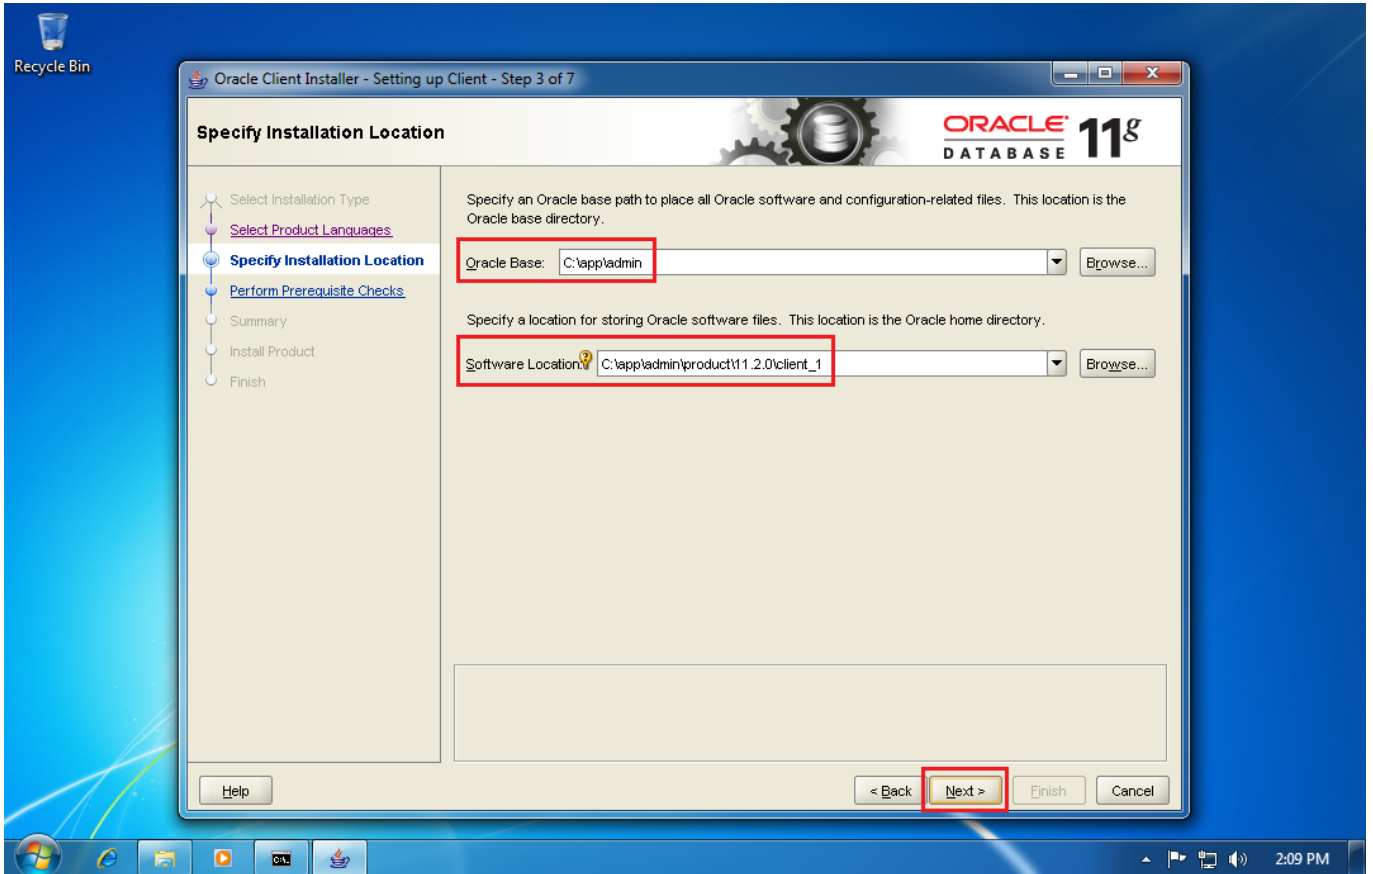 Recycle Bin
Oracle Client Installer - Setting up Client - Step 3 of 7
Specify Installation Location
ORACLE
DATABASE
11g
Select Installation Type
Select Product Languages
Specify Installation Location
Perform Prerequisite Checks
Summary
Install Product
Finish
Specify an Oracle base path to place all Oracle software and configuration-related files. This location is the
Oracle base directory.
Oracle Base: C:\app\admin Browse...
Specify a location for storing Oracle software files. This location is the Oracle home directory.
Software Location: C:\app\admin\product\11.2.0\client_1 Browse...
Help < Back Next > Finish Cancel
2:09 PM